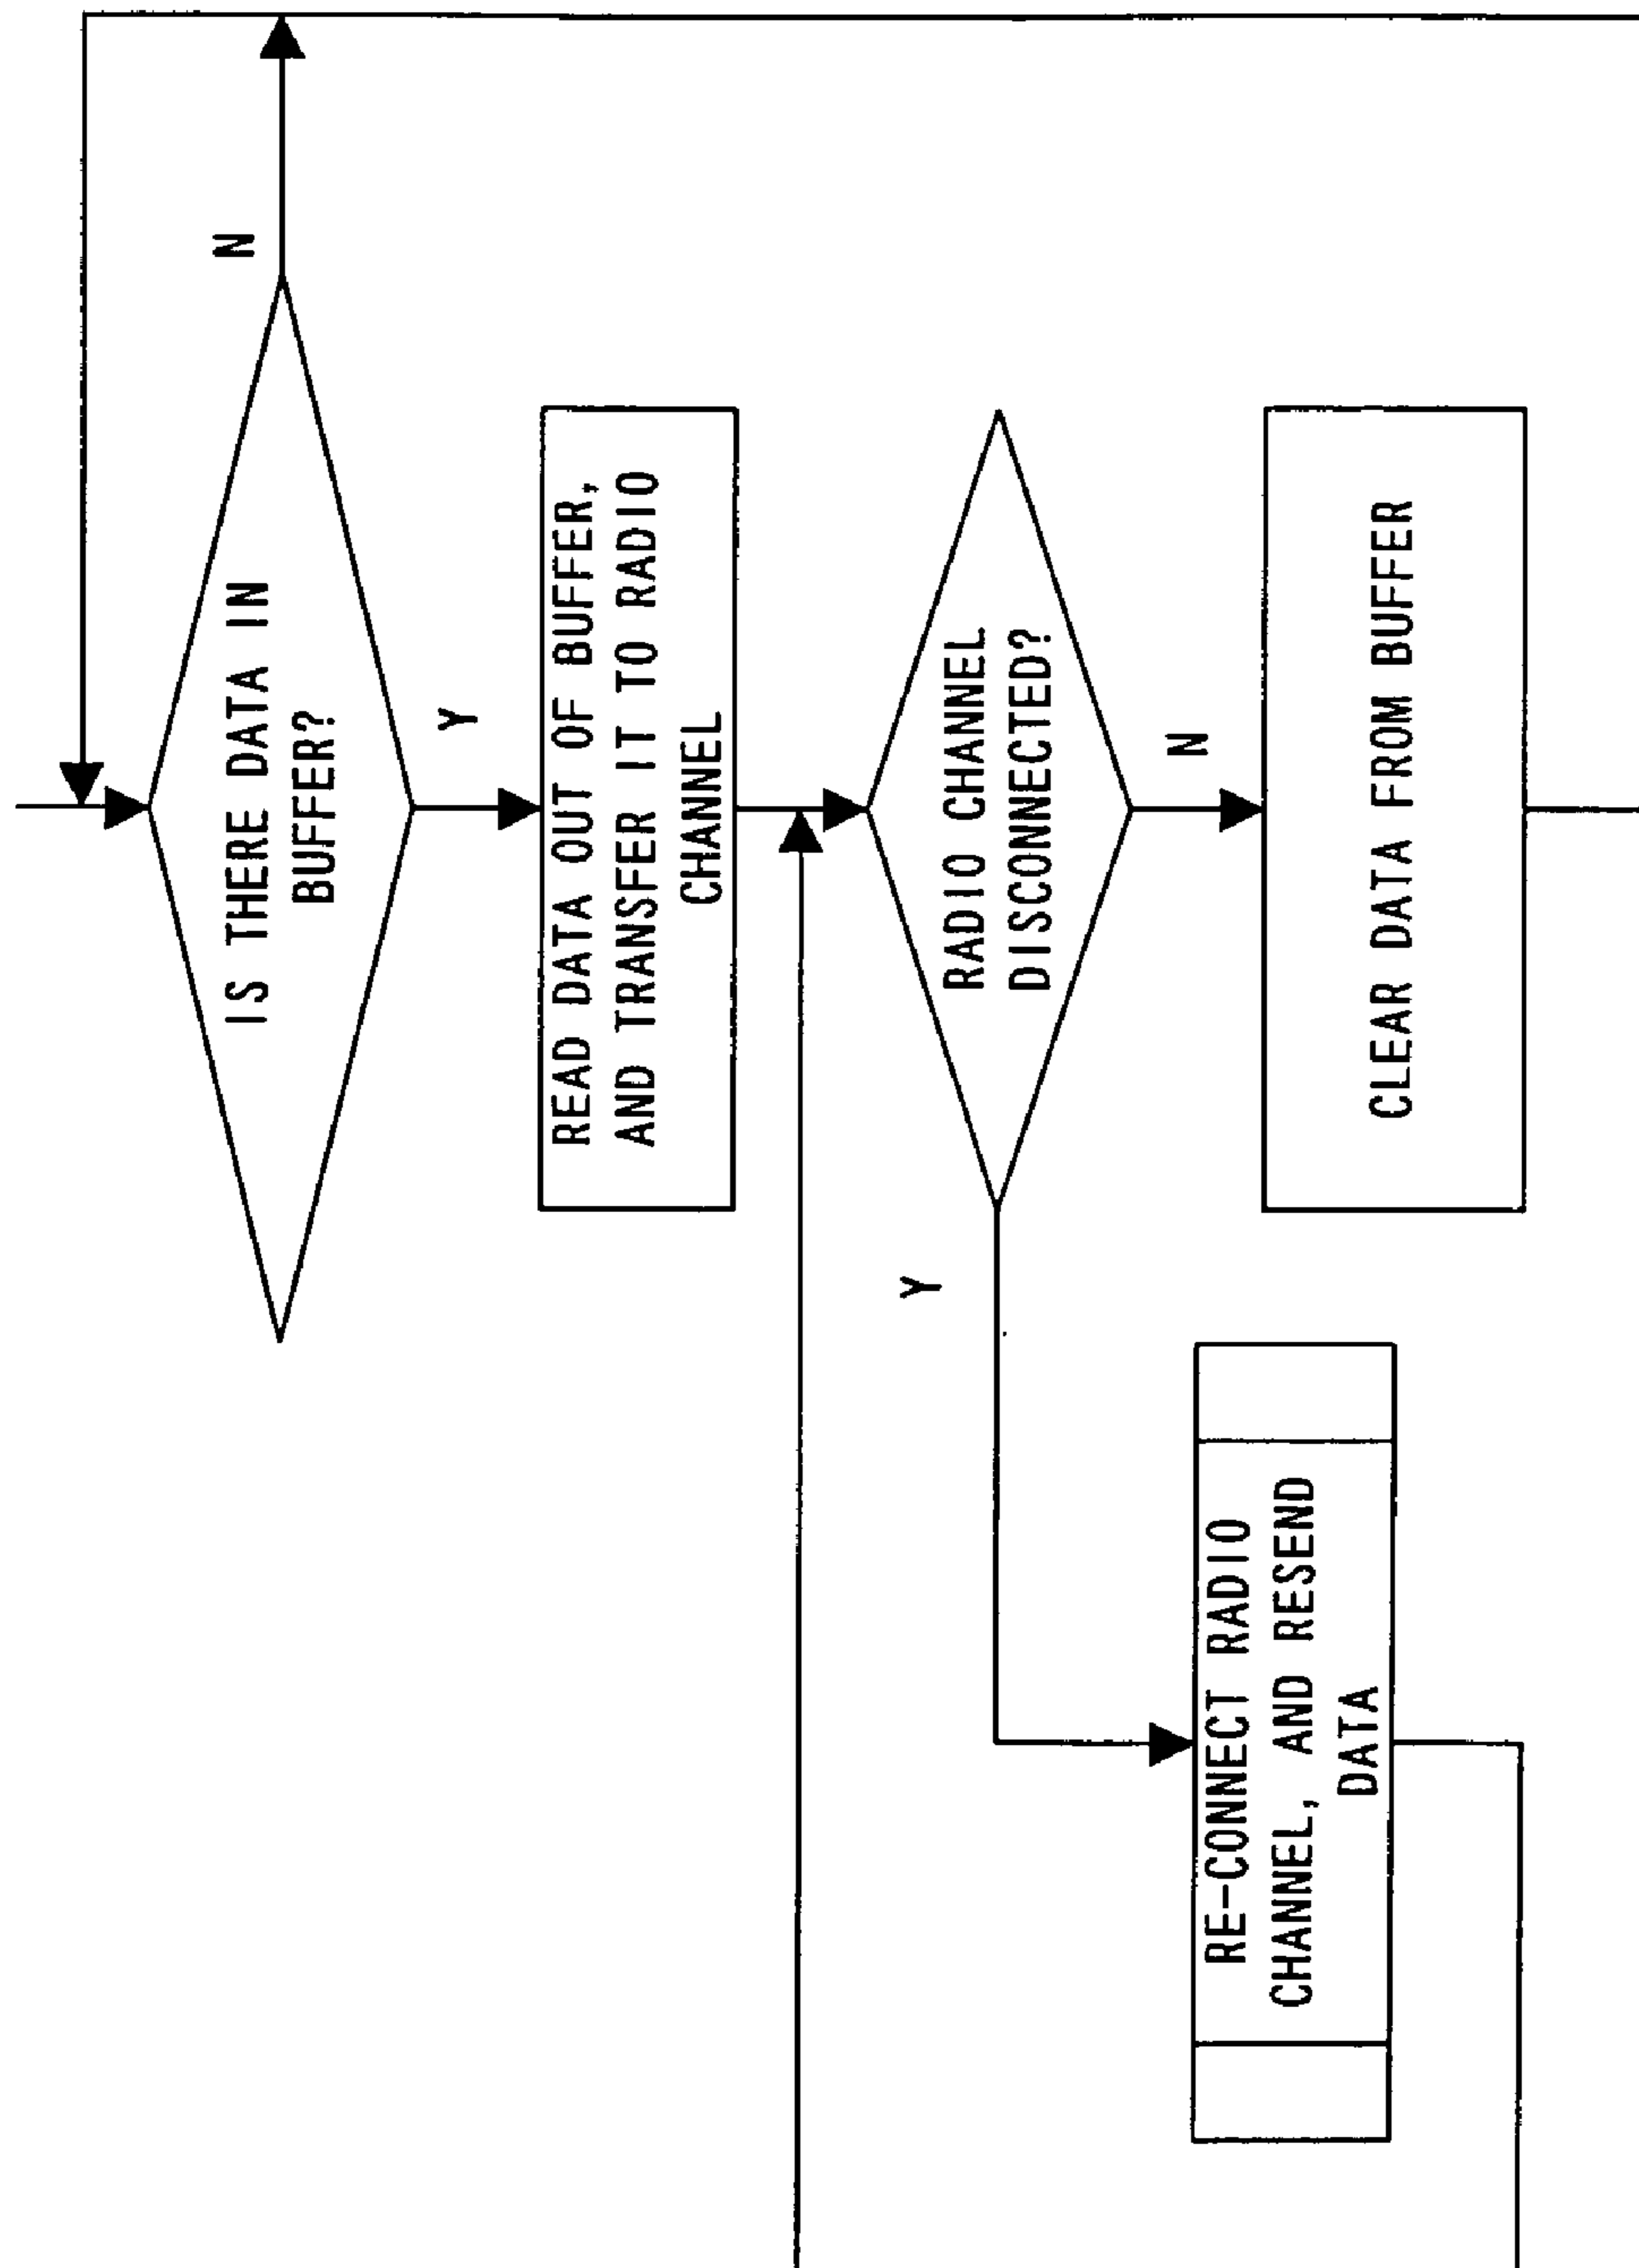 IS THERE DATA IN
BUFFER?
N
Y
READ DATA OUT OF BUFFER,
AND TRANSFER IT TO RADIO
CHANNEL
RADIO CHANNEL
DISCONNECTED?
Y
N
RE-CONNECT RADIO
CHANNEL, AND RESEND
DATA
CLEAR DATA FROM BUFFER